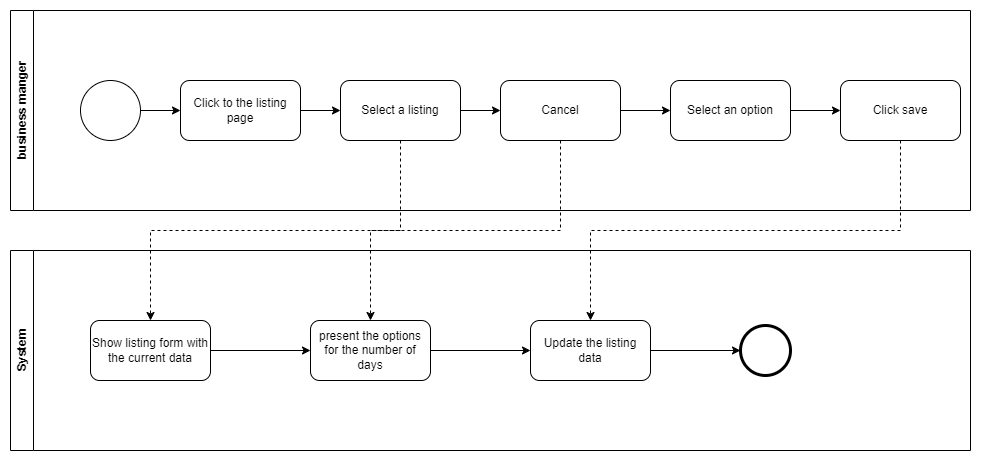 business manger
Click to the listing
page
Select a listing
Cancel
Select an option
Click save
System
Show listing form with
the current data
present the options
for the number of
days
Update the listing
data